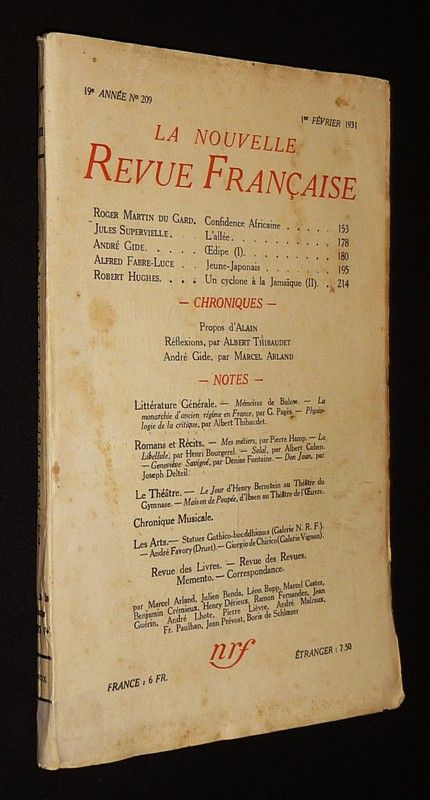 19e ANNÉE No 209
1er FÉVRIER 1931
LA NOUVELLE
REVUE FRANÇAISE
ROGER MARTIN DU GARD. Confidence Africaine . . . . . . 153
JULES SUPERVIELLE. . . . L'allée. . . . . . . . . . . . . 178
ANDRÉ GIDE. . . . . . . Œdipe (I). . . . . . . . . . . . 180
ALFRED FABRE-LUCE . . . Jeune-Japonais . . . . . . . . . 195
ROBERT HUGHES. . . . . Un cyclone à la Jamaïque (II). . 214
— CHRONIQUES —
Propos d'ALAIN
Réflexions, par ALBERT THIBAUDET
André Gide, par MARCEL ARLAND
— NOTES —
Littérature Générale. — Mémoires de Bulow. — La
monarchie d'ancien régime en France, par G. Pagès. — Physio-
logie de la critique, par Albert Thibaudet.
Romans et Récits. — Mes métiers, par Pierre Hamp. — La
Libellule, par Henri Bourgerel. — Solal, par Albert Cohen.
— Geneviève Savigné, par Denise Fontaine. — Don Juan, par
Joseph Delteil.
Le Théâtre. — Le Jour d'Henry Bernstein au Théâtre du
Gymnase. — Maison de Poupée, d'Ibsen au Théâtre de l'Œuvre.
Chronique Musicale.
Les Arts.— Statues Gothico-bouddhiques (Galerie N. R. F.).
— André Favory (Druet).— Giorgio de Chirico (Galerie Vignon).
Revue des Livres. — Revue des Revues.
Memento. — Correspondance.
par Marcel Arland, Julien Benda, Léon Bopp, Marcel Caster,
Benjamin Crémieux, Henry Dérieux, Ramon Fernandez, Jean
Guérin, André Lhote, Pierre Lièvre, André Malraux,
Fr. Paulhan, Jean Prévost, Boris de Schlœzer
nrf
FRANCE : 6 FR.
ÉTRANGER : 7.50